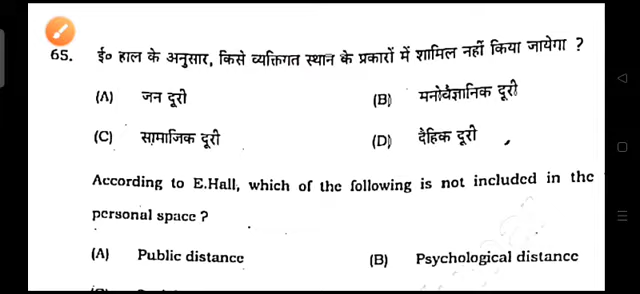 65. ई० हाल के अनुसार, किसे व्यक्तिगत स्थान के प्रकारों में शामिल नहीं किया जायेगा ?
(A) जन दूरी (B) मनोवैज्ञानिक दूरी
(C) सामाजिक दूरी (D) दैहिक दूरी
According to E.Hall, which of the following is not included in the
personal space ?
(A) Public distance (B) Psychological distance